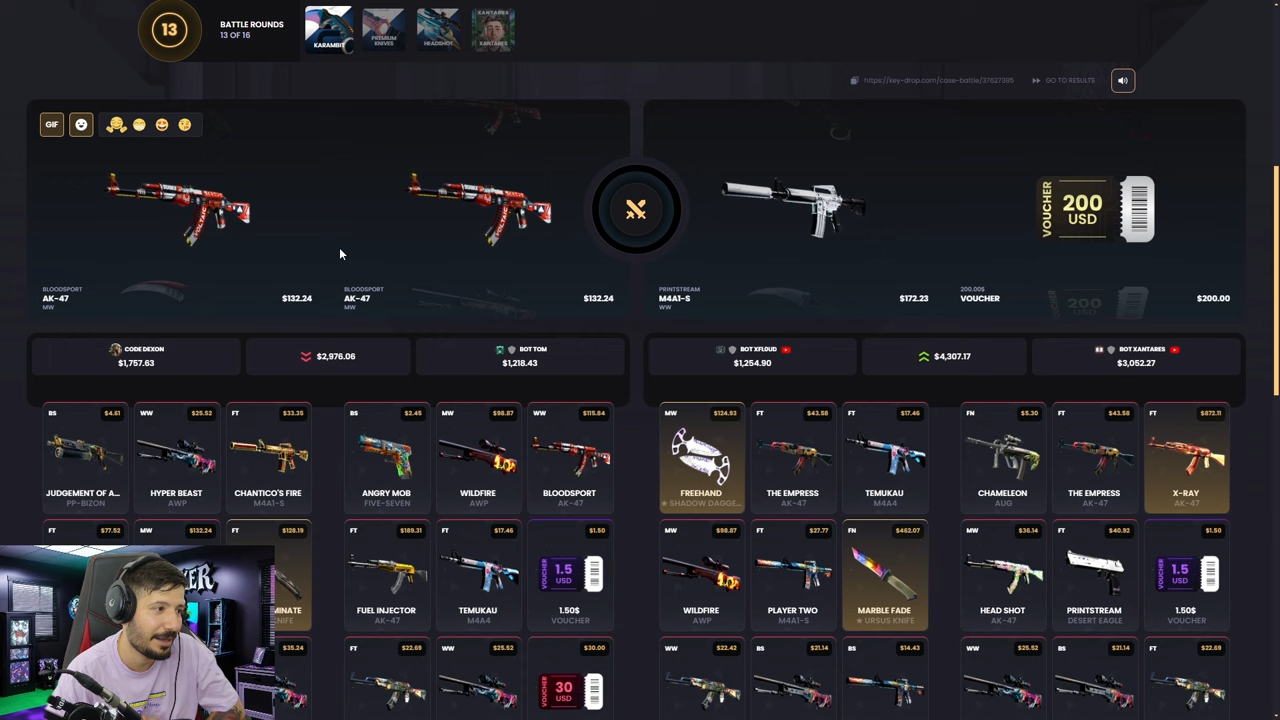 13
BATTLE ROUNDS
13 OF 16
KARAMBIT
PREMIUM KNIVES
HEADSHOT
XANTARES
XANTARES
https://key-drop.com/case-battle/37627395
GO TO RESULTS
GIF
VOUCHER
200
USD
BLOODSPORT
AK-47
MW
$132.24
BLOODSPORT
AK-47
MW
$132.24
PRINTSTREAM
M4A1-S
WW
$172.23
200.00$
VOUCHER
$200.00
CODE DEXON
$1,757.63
$2,976.06
BOT TOM
$1,218.43
BOT XFL0UD
$1,254.90
$4,307.17
BOT XANTARES
$3,052.27
BS $4.61
JUDGEMENT OF A...
PP-BIZON
WW $25.52
HYPER BEAST
AWP
FT $33.35
CHANTICO'S FIRE
M4A1-S
BS $2.45
ANGRY MOB
FIVE-SEVEN
MW $98.87
WILDFIRE
AWP
WW $115.84
BLOODSPORT
AK-47
MW $124.93
FREEHAND
★ SHADOW DAGGE...
FT $43.58
THE EMPRESS
AK-47
FT $17.46
TEMUKAU
M4A4
FN $5.30
CHAMELEON
AUG
FT $43.58
THE EMPRESS
AK-47
FT $872.11
X-RAY
AK-47
FT $77.52
MW $132.24
FT $128.19
MINATE
NIFE
FT $189.31
FUEL INJECTOR
AK-47
FT $17.46
TEMUKAU
M4A4
$1.50
VOUCHER
1.5
USD
1.50$
VOUCHER
MW $98.87
WILDFIRE
AWP
FT $27.77
PLAYER TWO
M4A1-S
FN $462.07
MARBLE FADE
★ URSUS KNIFE
MW $36.14
HEAD SHOT
AK-47
FT $40.92
PRINTSTREAM
DESERT EAGLE
$1.50
VOUCHER
1.5
USD
1.50$
VOUCHER
$35.24
FT $22.69
WW $25.52
$30.00
VOUCHER
30
USD
WW $22.42
BS $21.14
BS $14.43
WW $25.52
BS $21.14
FT $22.69